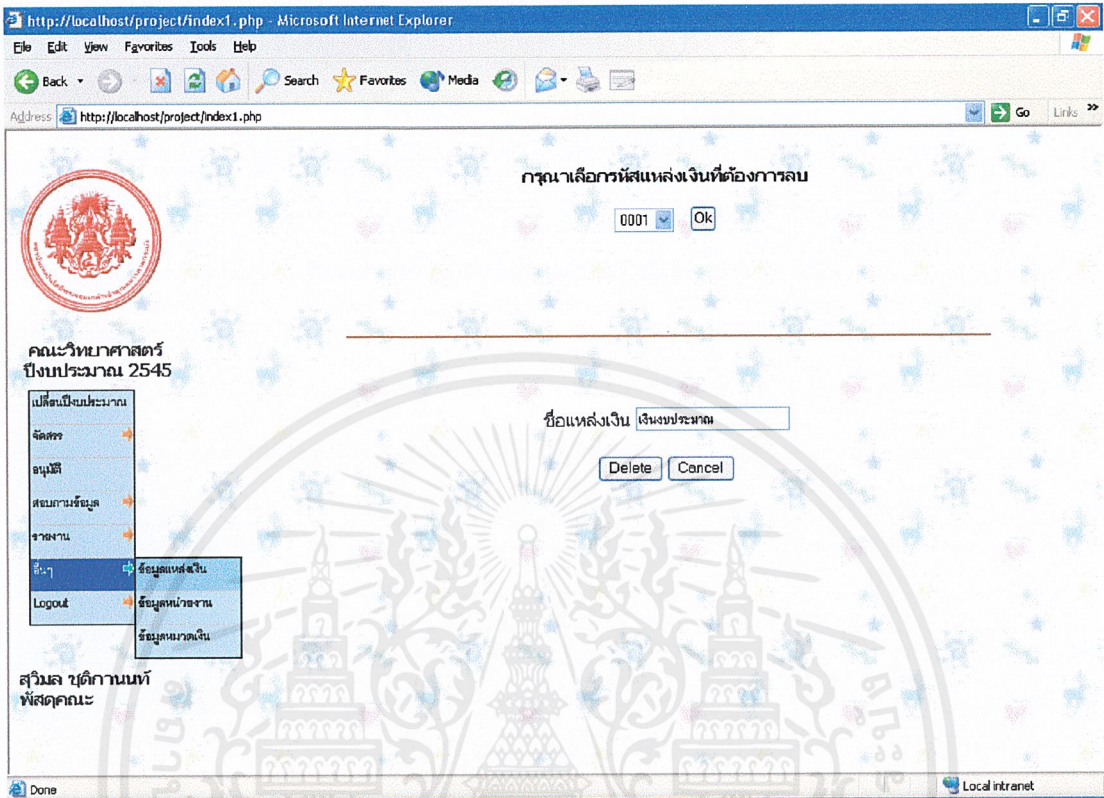 http://localhost/project/index1.php - Microsoft Internet Explorer
File Edit View Favorites Tools Help
Back Search Favorites Media
Address http://localhost/project/index1.php Go Links »
กรุณาเลือกรหัสแหล่งเงินที่ต้องการลบ
0001 Ok
คณะวิทยาศาสตร์
ปีงบประมาณ 2545
เปลี่ยนปีงบประมาณ
จัดสรร
อนุมัติ
สอบถามข้อมูล
รายงาน
อื่นๆ
Logout
ข้อมูลแหล่งเงิน
ข้อมูลหน่วยงาน
ข้อมูลหมวดเงิน
ชื่อแหล่งเงิน เงินงบประมาณ
Delete Cancel
สุวิมล ชุติกานนท์
พัสดุคณะ
Done Local intranet